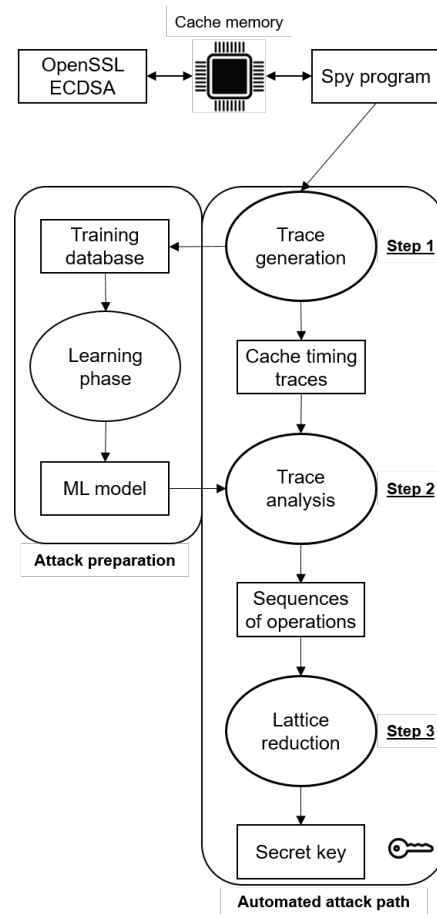 Cache memory
OpenSSL
ECDSA
Spy program
Training
database
Trace
generation
Step 1
Learning
phase
Cache timing
traces
ML model
Trace
analysis
Step 2
Attack preparation
Sequences
of operations
Lattice
reduction
Step 3
Secret key
Automated attack path